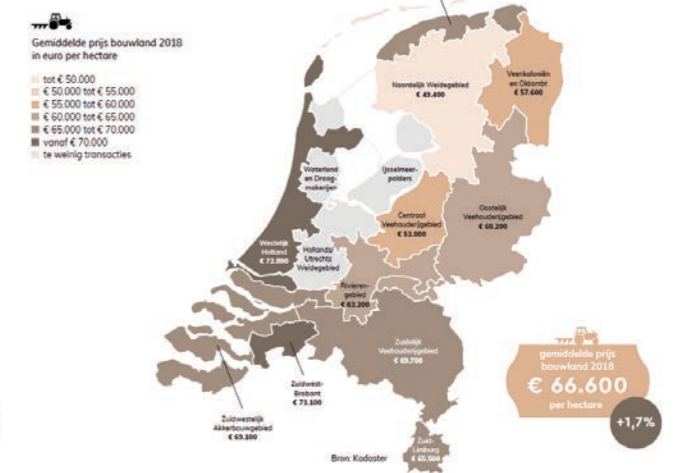 Gemiddelde prijs bouwland 2018
in euro per hectare
tot € 50.000
€ 50.000 tot € 55.000
€ 55.000 tot € 60.000
€ 60.000 tot € 65.000
€ 65.000 tot € 70.000
vanaf € 70.000
te weinig transacties
Noordelijk Weidegebied
€ 49.400
Veenkoloniën
en Oldambt
€ 57.600
Waterland
en Droog-
makerijen
IJsselmeer-
polders
Centraal
Veehouderijgebied
€ 53.000
Oostelijk
Veehouderijgebied
€ 60.200
Westelijk
Holland
€ 72.800
Hollands/
Utrechts
Weidegebied
Rivieren-
gebied
€ 63.200
Zuidelijk
Veehouderijgebied
€ 69.700
Zuidwest-
Brabant
€ 73.100
Zuidwestelijk
Akkerbouwgebied
€ 69.100
Zuid-
Limburg
€ 65.500
Bron: Kadaster
gemiddelde prijs
bouwland 2018
€ 66.600
per hectare
+1,7%